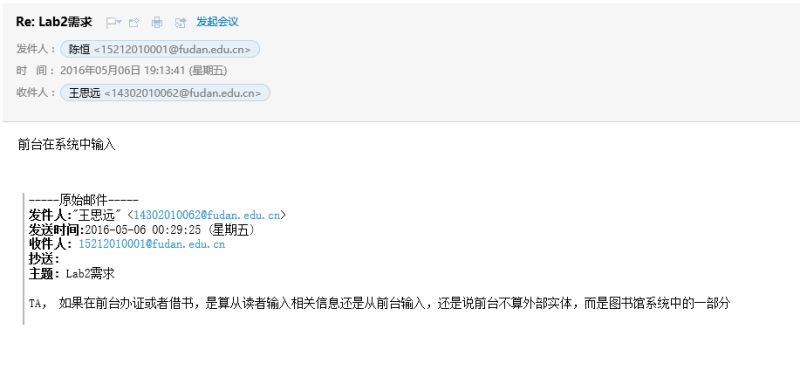 Re: Lab2需求 发起会议
发件人： 陈恒 <15212010001@fudan.edu.cn>
时 间： 2016年05月06日 19:13:41 (星期五)
收件人： 王思远 <14302010062@fudan.edu.cn>
前台在系统中输入
-----原始邮件-----
发件人:"王思远" <14302010062@fudan.edu.cn>
发送时间:2016-05-06 00:29:25 (星期五)
收件人: 15212010001@fudan.edu.cn
抄送:
主题: Lab2需求
TA， 如果在前台办证或者借书，是算从读者输入相关信息还是从前台输入，还是说前台不算外部实体，而是图书馆系统中的一部分